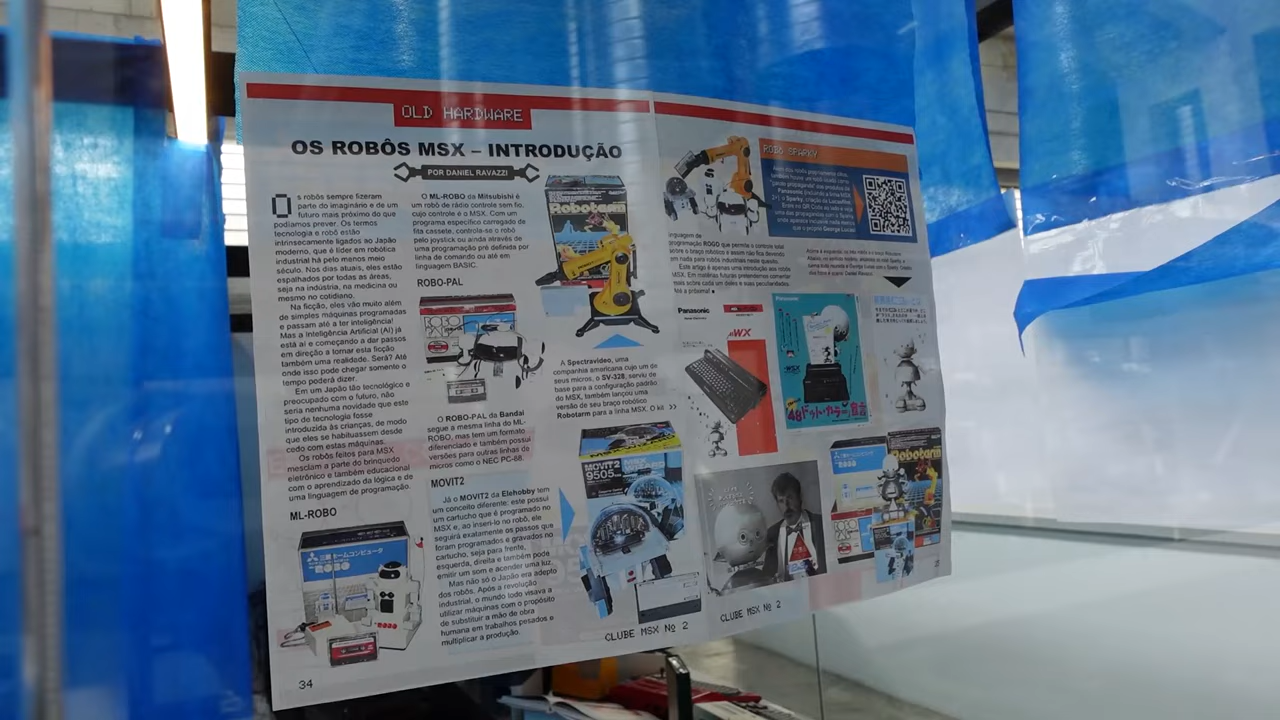 OLD HARDWARE
OS ROBÔS MSX – INTRODUÇÃO
POR DANIEL RAVAZZI
Os robôs sempre fizeram
parte do imaginário e de um
futuro mais próximo do que
podíamos prever. Os termos
tecnologia e robô estão
intrinsecamente ligados ao Japão
moderno, que é líder em robótica
industrial há pelo menos meio
século. Nos dias atuais, eles estão
espalhados por todas as áreas,
seja na indústria, na medicina ou
mesmo no cotidiano.
Na ficção, eles vão muito além
de simples máquinas programadas
e passam até a ter inteligência!
Mas a Inteligência Artificial (AI) já
está aí e começando a dar passos
em direção a tornar esta ficção
também uma realidade. Será? Até
onde isso pode chegar somente o
tempo poderá dizer.
Em um Japão tão tecnológico e
preocupado com o futuro, não
seria nenhuma novidade que este
tipo de tecnologia fosse
introduzida às crianças, de modo
que eles se habituassem desde
cedo com estas máquinas.
Os robôs feitos para MSX
mesclam a parte do brinquedo
eletrônico e também educacional
com o aprendizado da lógica e de
uma linguagem de programação.
ML-ROBO
三菱ホームコンピュータ
34
O ML-ROBO da Mitsubishi é
um robô de rádio controle sem fio,
cujo controle é o MSX. Com um
programa específico carregado de
fita cassete, controla-se o robô
pelo joystick ou ainda através de
uma programação pré definida por
linha de comando ou até em
linguagem BASIC.
ROBO-PAL
O ROBO-PAL da Bandai
segue a mesma linha do ML-
ROBO, mas tem um formato
diferenciado e também possui
versões para outras linhas de
micros como o NEC PC-88.
MOVIT2
Já o MOVIT2 da Elehobby tem
um conceito diferente: este possui
um cartucho que é programado no
MSX e, ao inseri-lo no robô, ele
seguirá exatamente os passos que
foram programados e gravados no
cartucho, seja para frente,
esquerda, direita e também pode
emitir um som e acender uma luz.
Mas não só o Japão era adepto
dos robôs. Após a revolução
industrial, o mundo todo visava a
utilizar máquinas com o propósito
de substituir a mão de obra
humana em trabalhos pesados e
multiplicar a produção.
Robotarm
A Spectravideo, uma
companhia americana cujo um de
seus micros, o SV-328, serviu de
base para a configuração padrão
do MSX, também lançou uma
versão de seu braço robótico
Robotarm para a linha MSX. O kit >>
MOVIT2
9505
CLUBE MSX Nº 2
ROBÔ SPARKY
linguagem de
programação ROGO que permite o controle total
sobre o braço robótico e assim não fica devendo
em nada para robôs industriais neste quesito.
Este artigo é apenas uma introdução aos robôs
MSX. Em matérias futuras pretendemos comentar
mais sobre cada um deles e suas peculiaridades.
Até a próxima!
Panasonic
WX
Panasonic
Robotarm
CLUBE MSX Nº 2